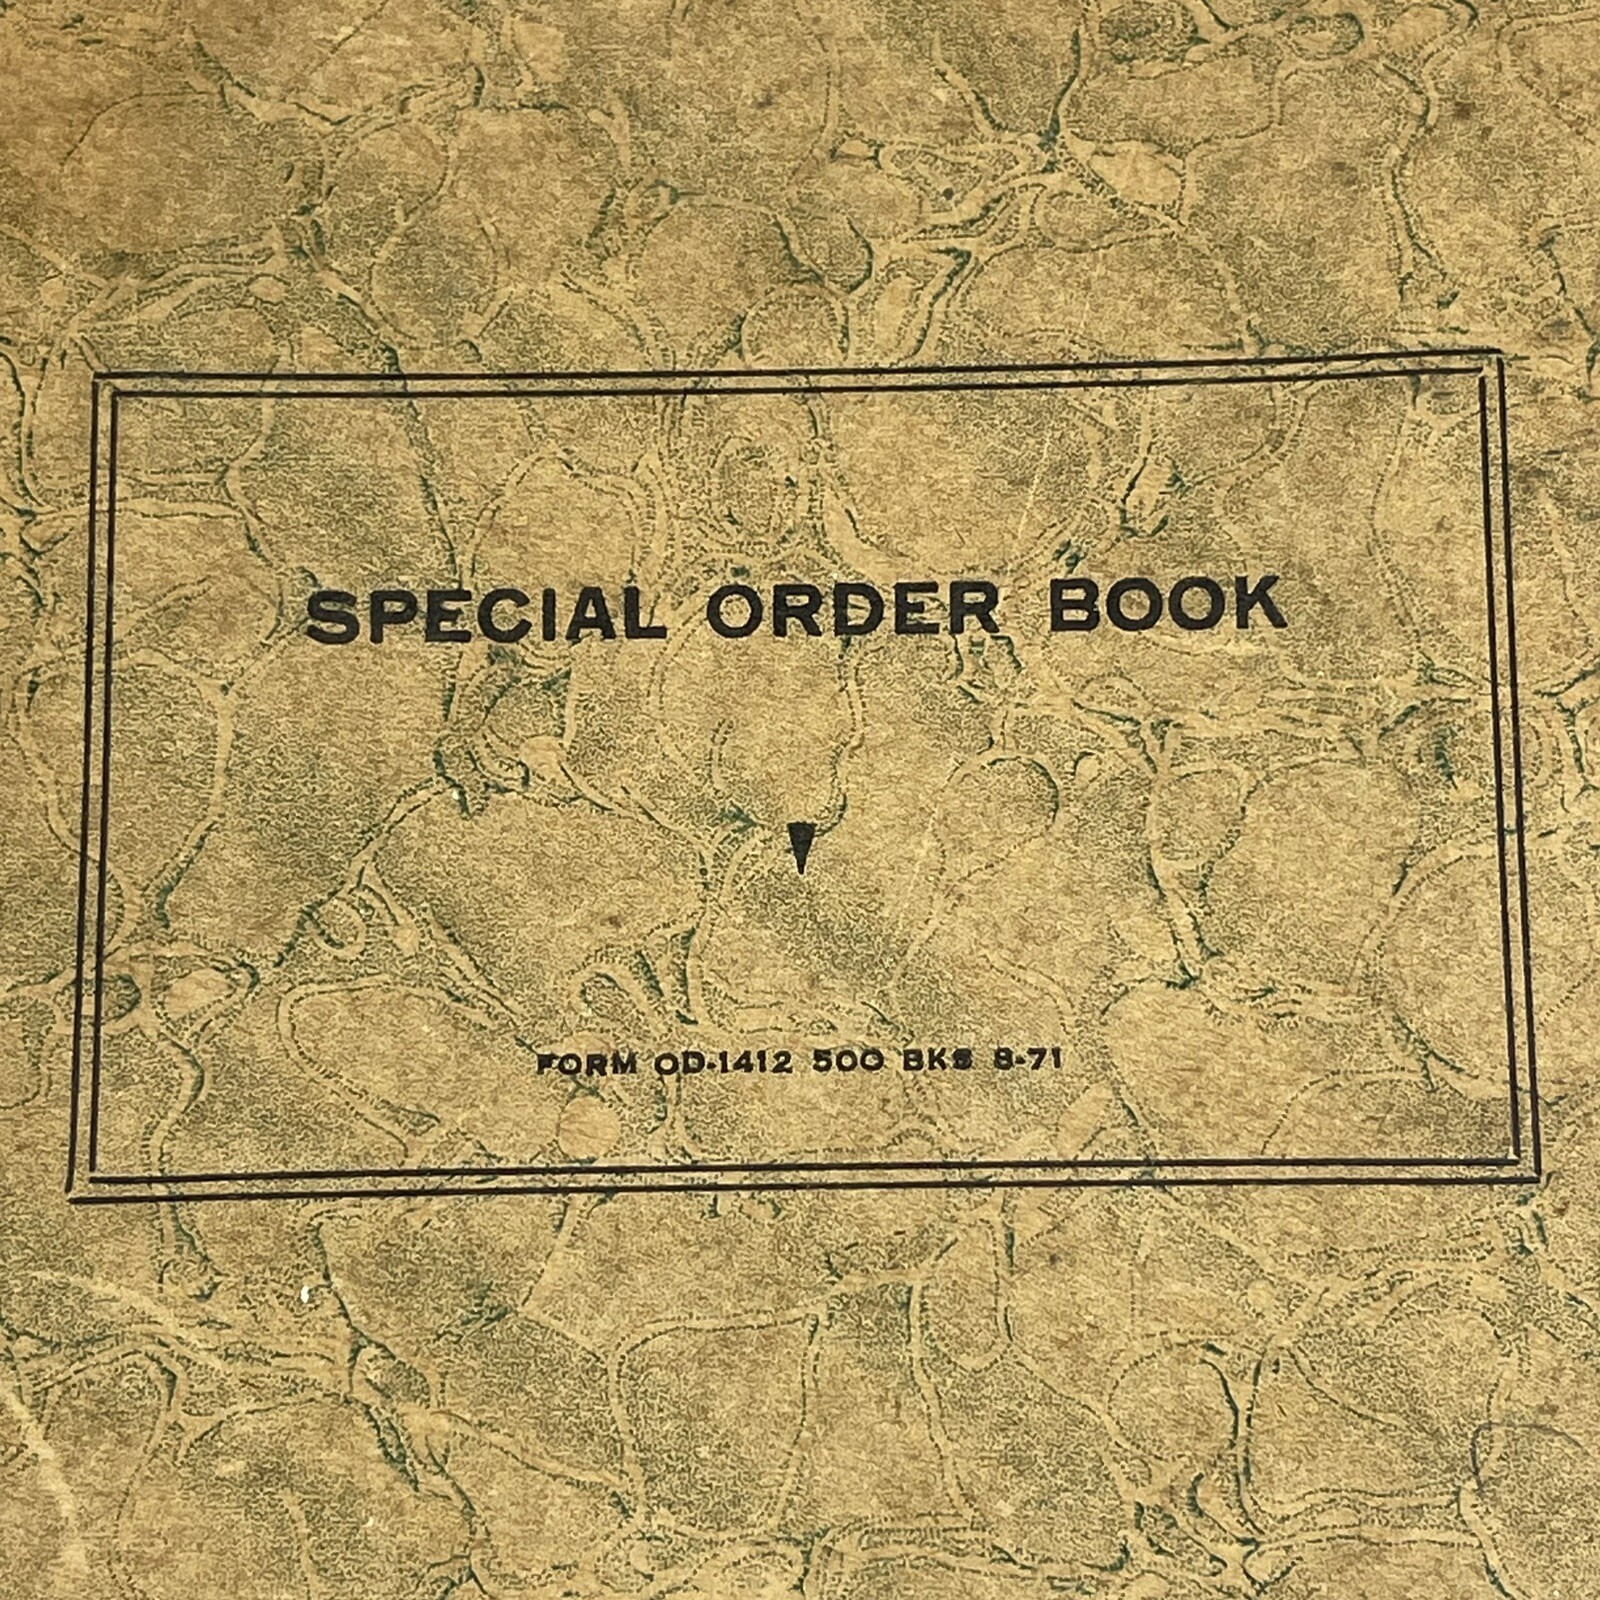 SPECIAL ORDER BOOK
FORM OD-1412 500 BKS 8-71